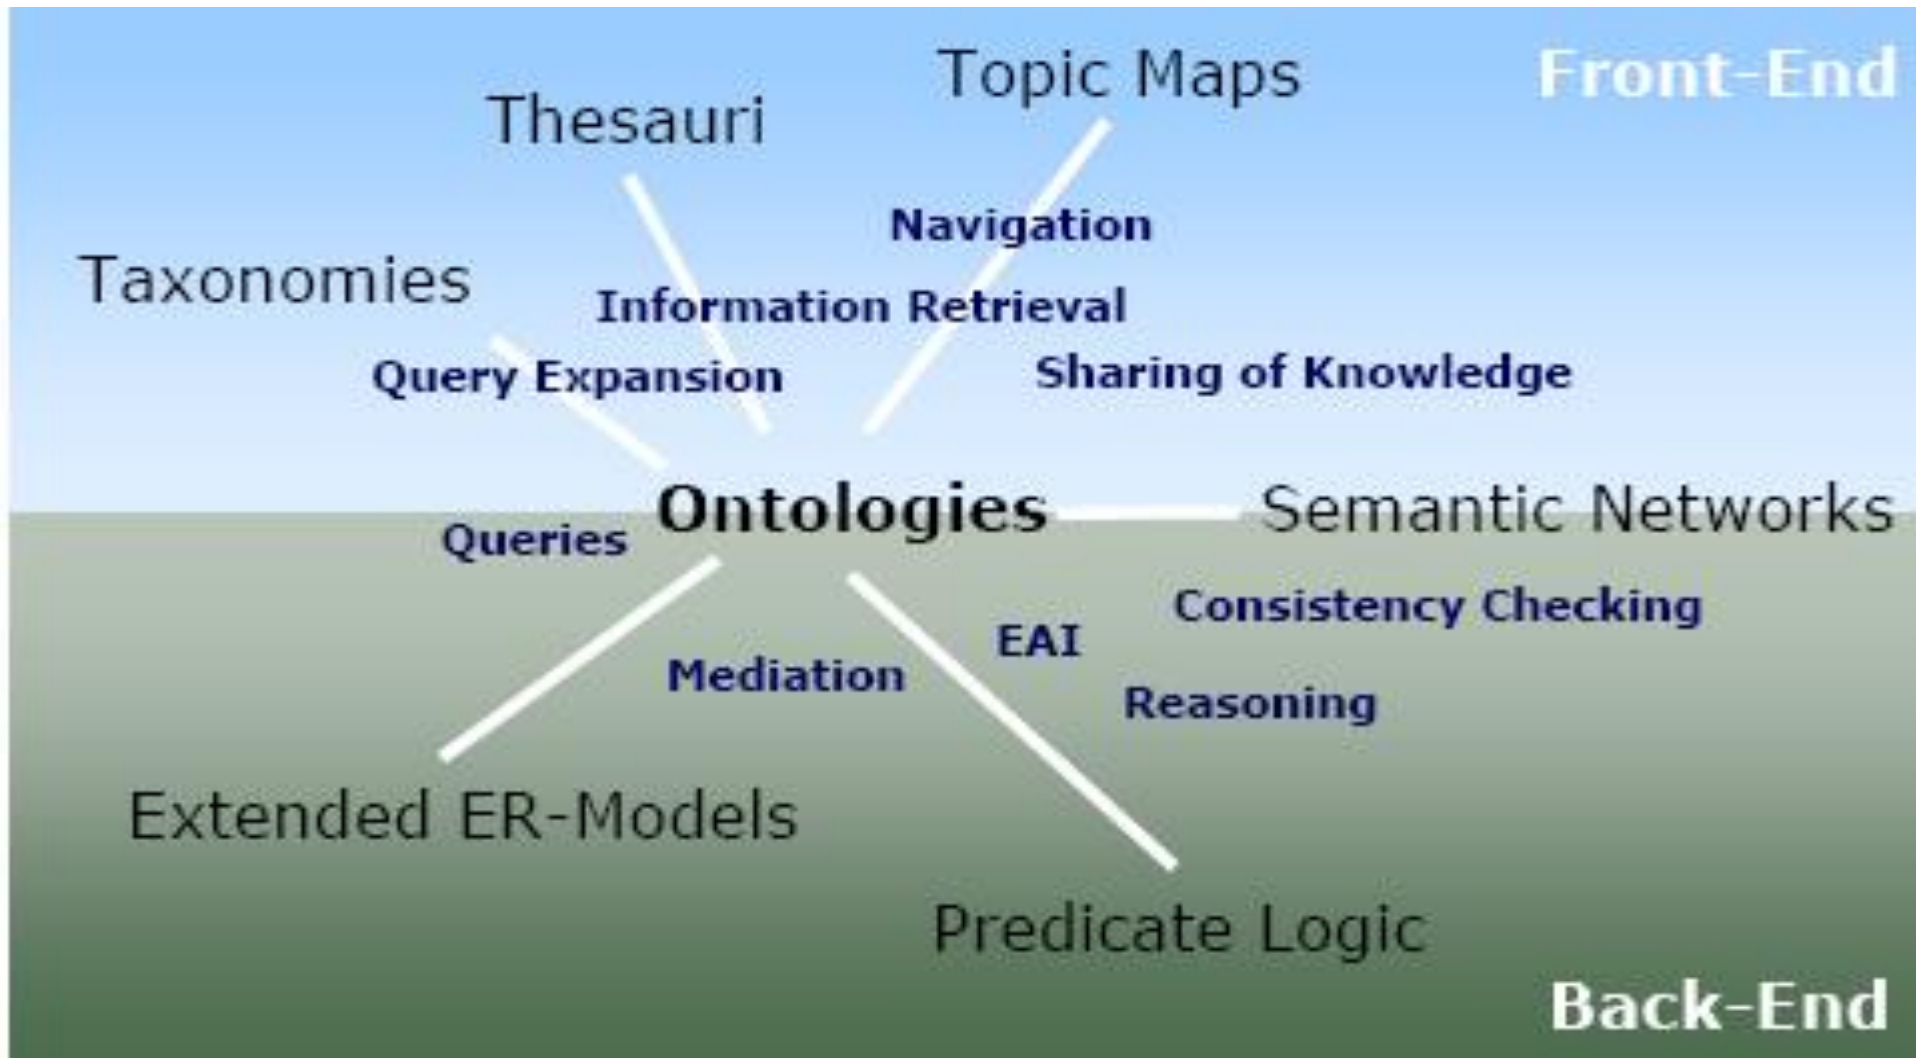 Topic Maps
Front-End
Thesauri
Navigation
Taxonomies
Information Retrieval
Query Expansion
Sharing of Knowledge
Ontologies
Semantic Networks
Queries
Consistency Checking
EAI
Mediation
Reasoning
Extended ER-Models
Predicate Logic
Back-End